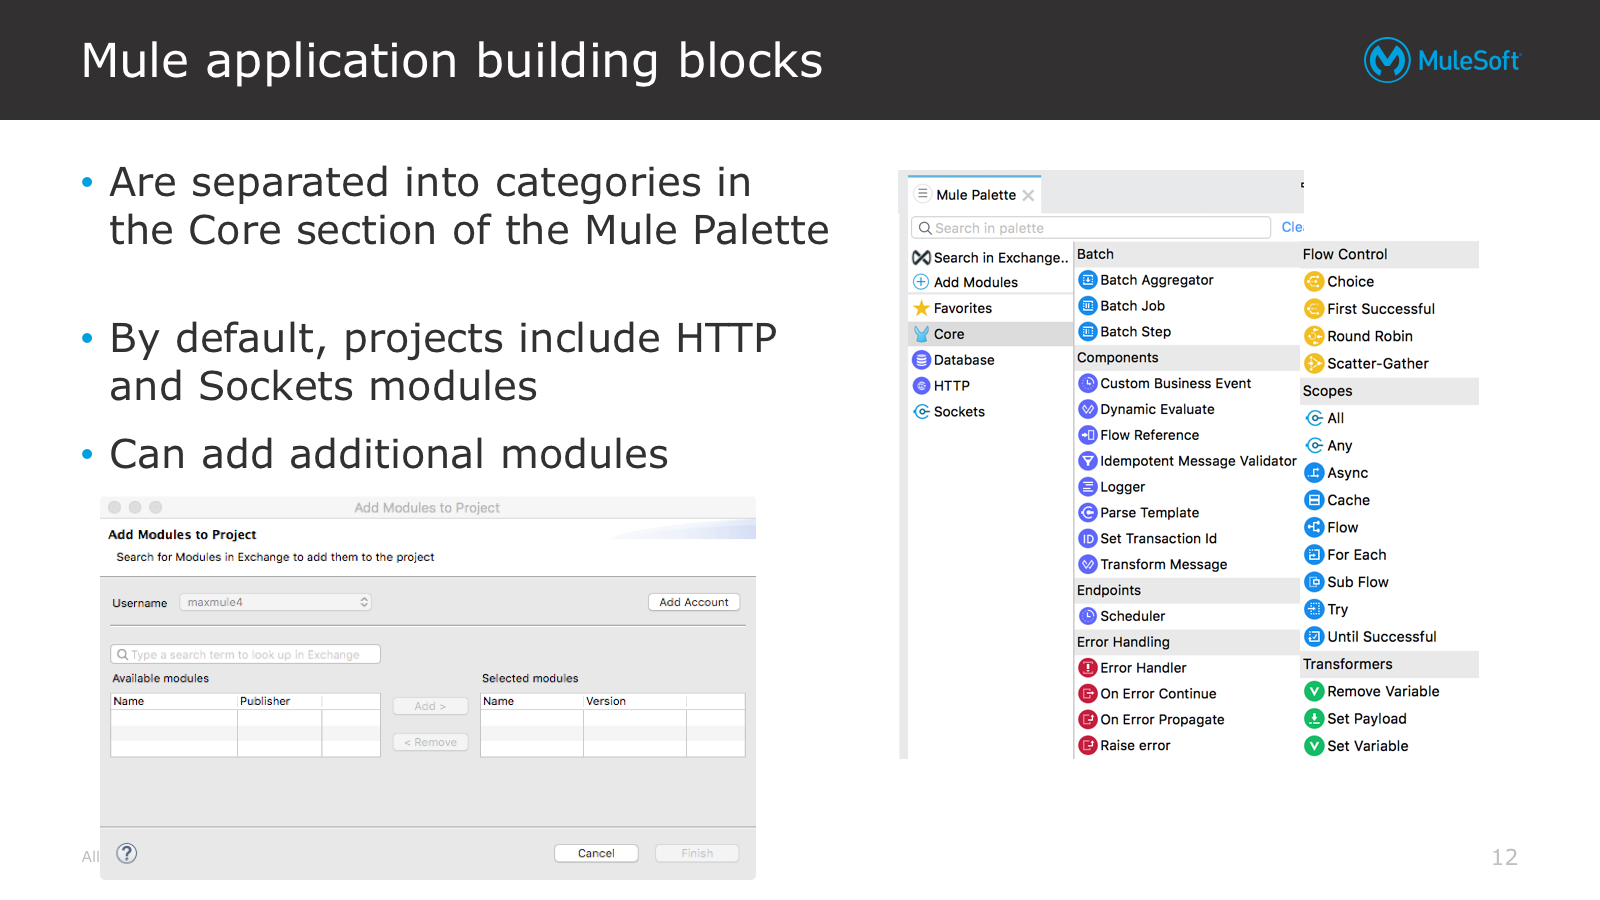 Mule application building blocks
MuleSoft
• Are separated into categories in
the Core section of the Mule Palette
• By default, projects include HTTP
and Sockets modules
• Can add additional modules
Add Modules to Project
Add Modules to Project
Search for Modules in Exchange to add them to the project
Username maxmule4 Add Account
Type a search term to look up in Exchange
Available modules Selected modules
Name Publisher Name Version
Add >
< Remove
? Cancel Finish
Mule Palette
Search in palette
Search in Exchange..
Add Modules
Favorites
Core
Database
HTTP
Sockets
Batch
Batch Aggregator
Batch Job
Batch Step
Components
Custom Business Event
Dynamic Evaluate
Flow Reference
Idempotent Message Validator
Logger
Parse Template
Set Transaction Id
Transform Message
Endpoints
Scheduler
Error Handling
Error Handler
On Error Continue
On Error Propagate
Raise error
Flow Control
Choice
First Successful
Round Robin
Scatter-Gather
Scopes
All
Any
Async
Cache
Flow
For Each
Sub Flow
Try
Until Successful
Transformers
Remove Variable
Set Payload
Set Variable
All
12